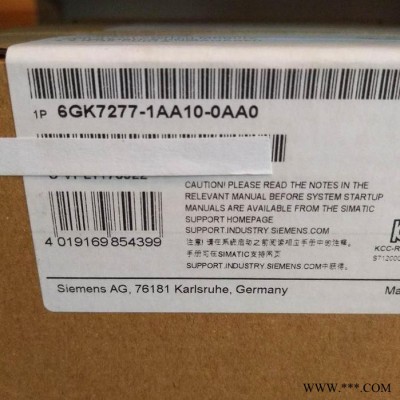 1P 6GK7277-1AA10-0AA0
CAUTION! PLEASE READ THE NOTES IN THE
RELEVANT MANUAL BEFORE SYSTEM STARTUP
MANUALS ARE AVAILABLE FROM THE SIMATIC
SUPPORT HOMEPAGE
SUPPORT.INDUSTRY.SIEMENS.COM
注意! 请在系统启动之前阅读相应手册中的注释。
手册可在SIMATIC支持网页
SUPPORT.INDUSTRY.SIEMENS.COM中获得。
KCC-R
4 019169 854399
Siemens AG, 76181 Karlsruhe, Germany
Ma
www.***.com